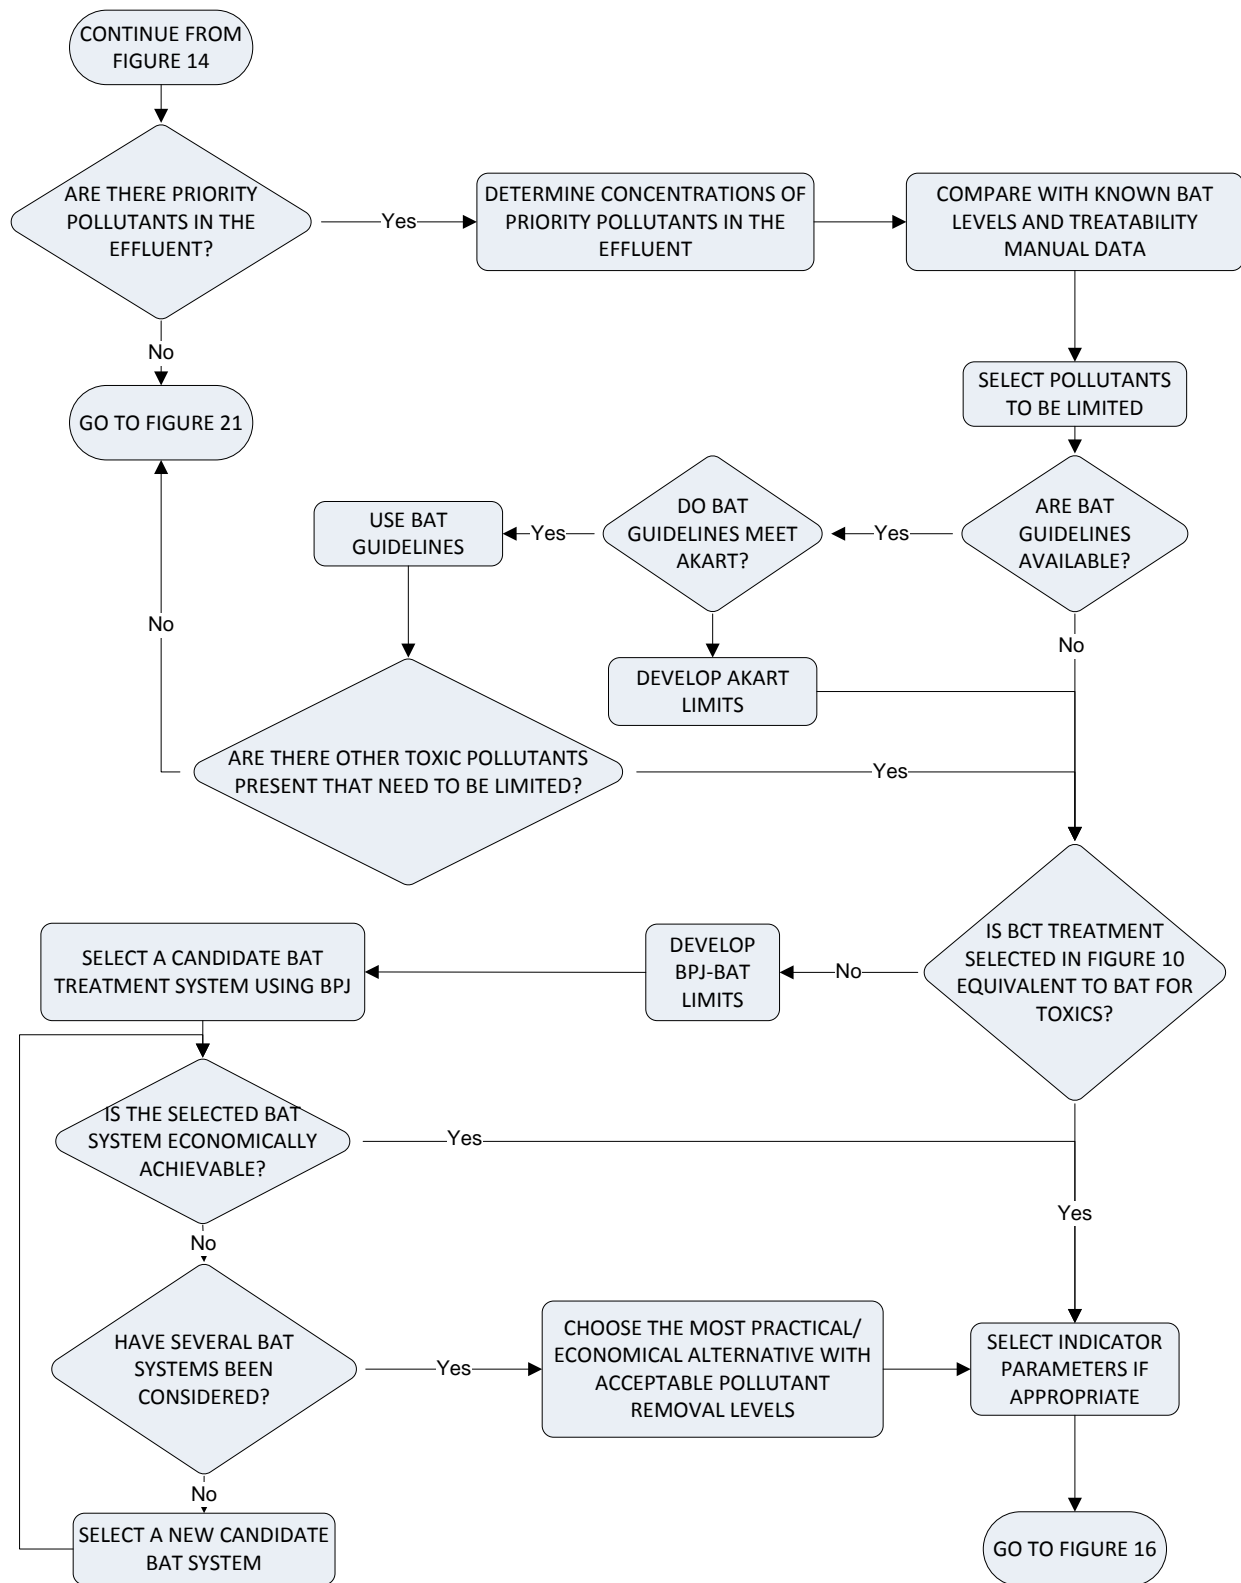 CONTINUE FROM
FIGURE 14
ARE THERE PRIORITY
POLLUTANTS IN THE
EFFLUENT?
Yes
DETERMINE CONCENTRATIONS OF
PRIORITY POLLUTANTS IN THE
EFFLUENT
COMPARE WITH KNOWN BAT
LEVELS AND TREATABILITY
MANUAL DATA
No
GO TO FIGURE 21
SELECT POLLUTANTS
TO BE LIMITED
ARE BAT
GUIDELINES
AVAILABLE?
Yes
DO BAT
GUIDELINES MEET
AKART?
Yes
USE BAT
GUIDELINES
No
No
DEVELOP AKART
LIMITS
ARE THERE OTHER TOXIC POLLUTANTS
PRESENT THAT NEED TO BE LIMITED?
Yes
IS BCT TREATMENT
SELECTED IN FIGURE 10
EQUIVALENT TO BAT FOR
TOXICS?
No
DEVELOP
BPJ-BAT
LIMITS
SELECT A CANDIDATE BAT
TREATMENT SYSTEM USING BPJ
IS THE SELECTED BAT
SYSTEM ECONOMICALLY
ACHIEVABLE?
Yes
Yes
No
HAVE SEVERAL BAT
SYSTEMS BEEN
CONSIDERED?
Yes
CHOOSE THE MOST PRACTICAL/
ECONOMICAL ALTERNATIVE WITH
ACCEPTABLE POLLUTANT
REMOVAL LEVELS
SELECT INDICATOR
PARAMETERS IF
APPROPRIATE
No
SELECT A NEW CANDIDATE
BAT SYSTEM
GO TO FIGURE 16